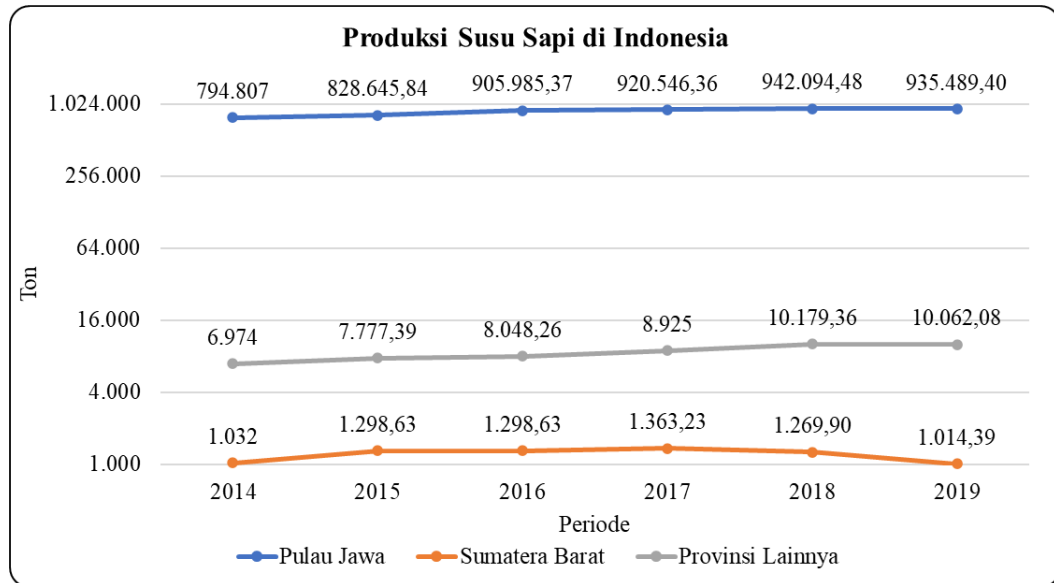 Produksi Susu Sapi di Indonesia
794.807 828.645,84 905.985,37 920.546,36 942.094,48 935.489,40
1.024.000
256.000
64.000
Ton
16.000
6.974 7.777,39 8.048,26 8.925 10.179,36 10.062,08
4.000
1.032 1.298,63 1.298,63 1.363,23 1.269,90 1.014,39
1.000
2014 2015 2016 2017 2018 2019
Periode
Pulau Jawa Sumatera Barat Provinsi Lainnya